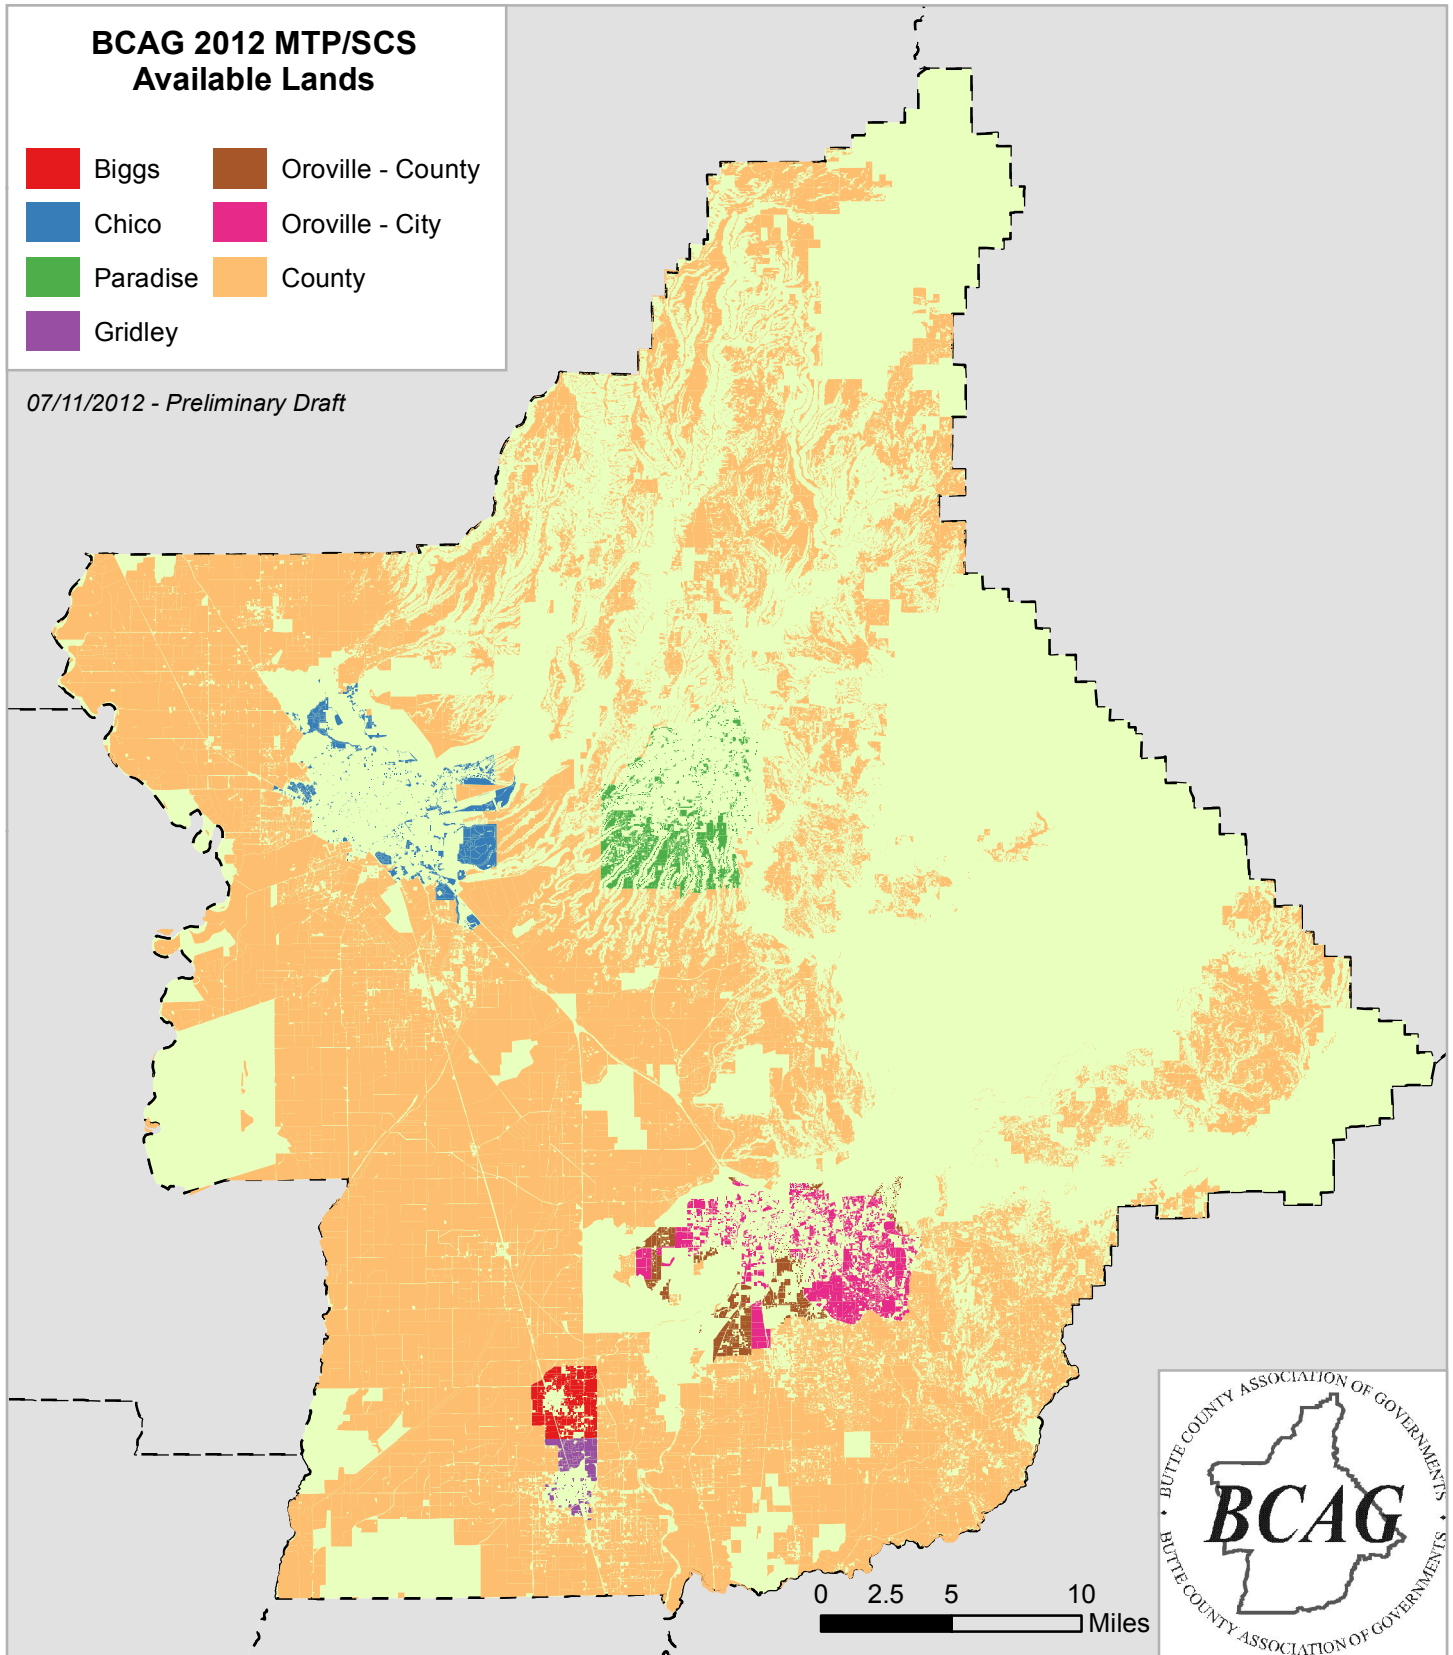 BCAG 2012 MTP/SCS
Available Lands
Biggs
Chico
Paradise
Gridley
Oroville - County
Oroville - City
County
07/11/2012 - Preliminary Draft
0 2.5 5 10
Miles
BUTTE COUNTY ASSOCIATION OF GOVERNMENTS
BCAG
BUTTE COUNTY ASSOCIATION OF GOVERNMENTS